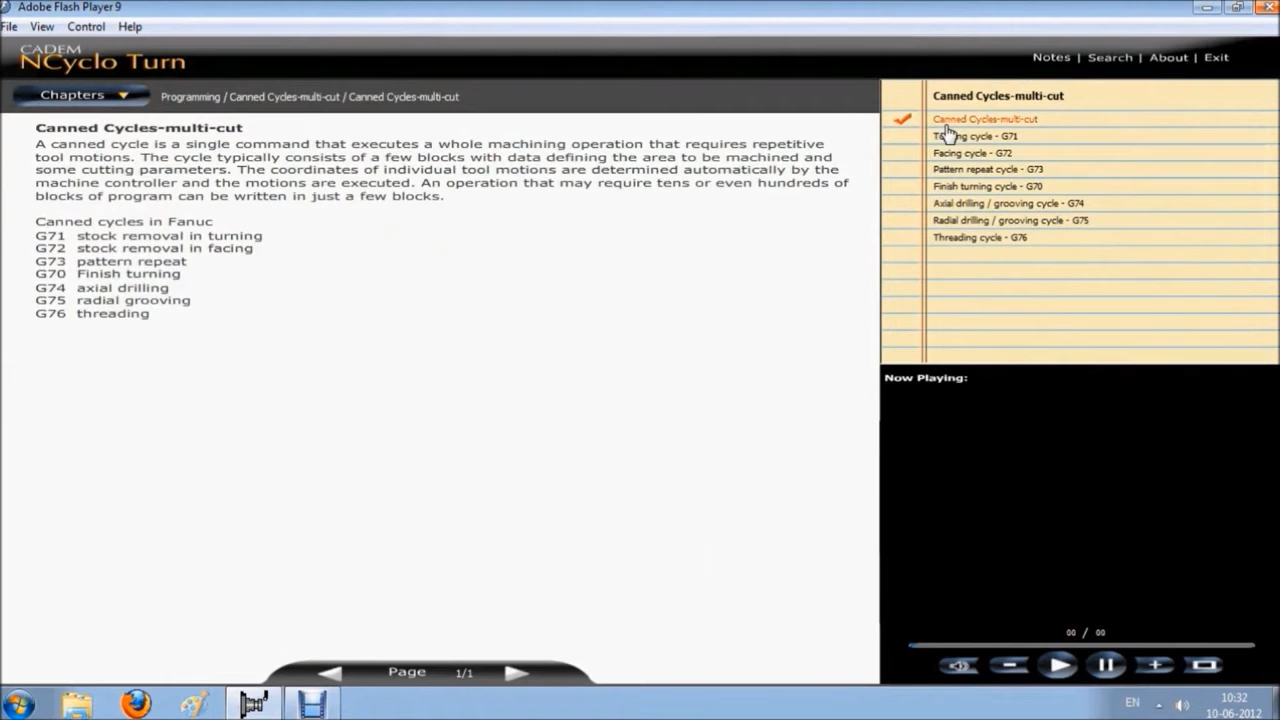 Adobe Flash Player 9
File View Control Help
CADEM
NCyclo Turn
Notes | Search | About | Exit
Chapters
Programming / Canned Cycles-multi-cut / Canned Cycles-multi-cut
Canned Cycles-multi-cut
A canned cycle is a single command that executes a whole machining operation that requires repetitive
tool motions. The cycle typically consists of a few blocks with data defining the area to be machined and
some cutting parameters. The coordinates of individual tool motions are determined automatically by the
machine controller and the motions are executed. An operation that may require tens or even hundreds of
blocks of program can be written in just a few blocks.
Canned cycles in Fanuc
G71 stock removal in turning
G72 stock removal in facing
G73 pattern repeat
G70 Finish turning
G74 axial drilling
G75 radial grooving
G76 threading
Canned Cycles-multi-cut
Canned Cycles-multi-cut
cycle - G71
Facing cycle - G72
Pattern repeat cycle - G73
Finish turning cycle - G70
Axial drilling / grooving cycle - G74
Radial drilling / grooving cycle - G75
Threading cycle - G76
Now Playing:
00 / 00
Page 1/1
EN
10:32
10-06-2012